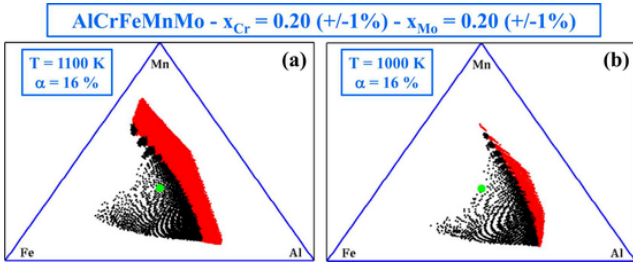 AlCrFeMnMo - xCr = 0.20 (+/-1%) - xMo = 0.20 (+/-1%)
T = 1100 K
α = 16 %
Mn
(a)
Fe
Al
T = 1000 K
α = 16 %
Mn
(b)
Fe
Al